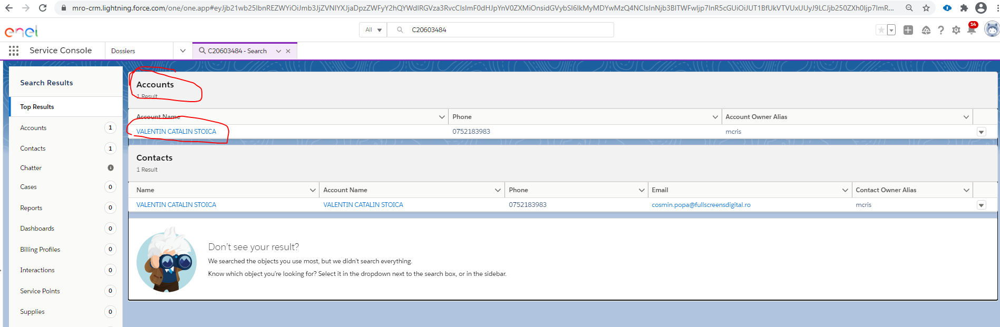 mro-crm.lightning.force.com/one/one.app#eyJjb21wb25lbnREZWYiOiJmb3JjZVNlYXJjaDpzZWFyY2hQYWdlRGVza3RvcCIsImF0dHJpYnV0ZXMiOnsidGVybSI6IkMyMDYwMzQ4NCIsInNjb3BlTWFwIjp7InR5cGUiOiJUT1BfUkVTVUxUUyJ9LCJjb250ZXh0Ijp7ImR...
enel
All
C20603484
14
Service Console
Dossiers
C20603484 - Search
Search Results
Top Results
Accounts 1
Contacts 1
Chatter
Cases 0
Reports 0
Dashboards 0
Billing Profiles 0
Interactions 0
Service Points 0
Supplies 0
Accounts
1 Result
Account Name Phone Account Owner Alias
VALENTIN CATALIN STOICA 0752183983 mcris
Contacts
1 Result
Name Account Name Phone Email Contact Owner Alias
VALENTIN CATALIN STOICA VALENTIN CATALIN STOICA 0752183983 cosmin.popa@fullscreensdigital.ro mcris
Don't see your result?
We searched the objects you use most, but we didn't search everything.
Know which object you're looking for? Select it in the dropdown next to the search box, or in the sidebar.